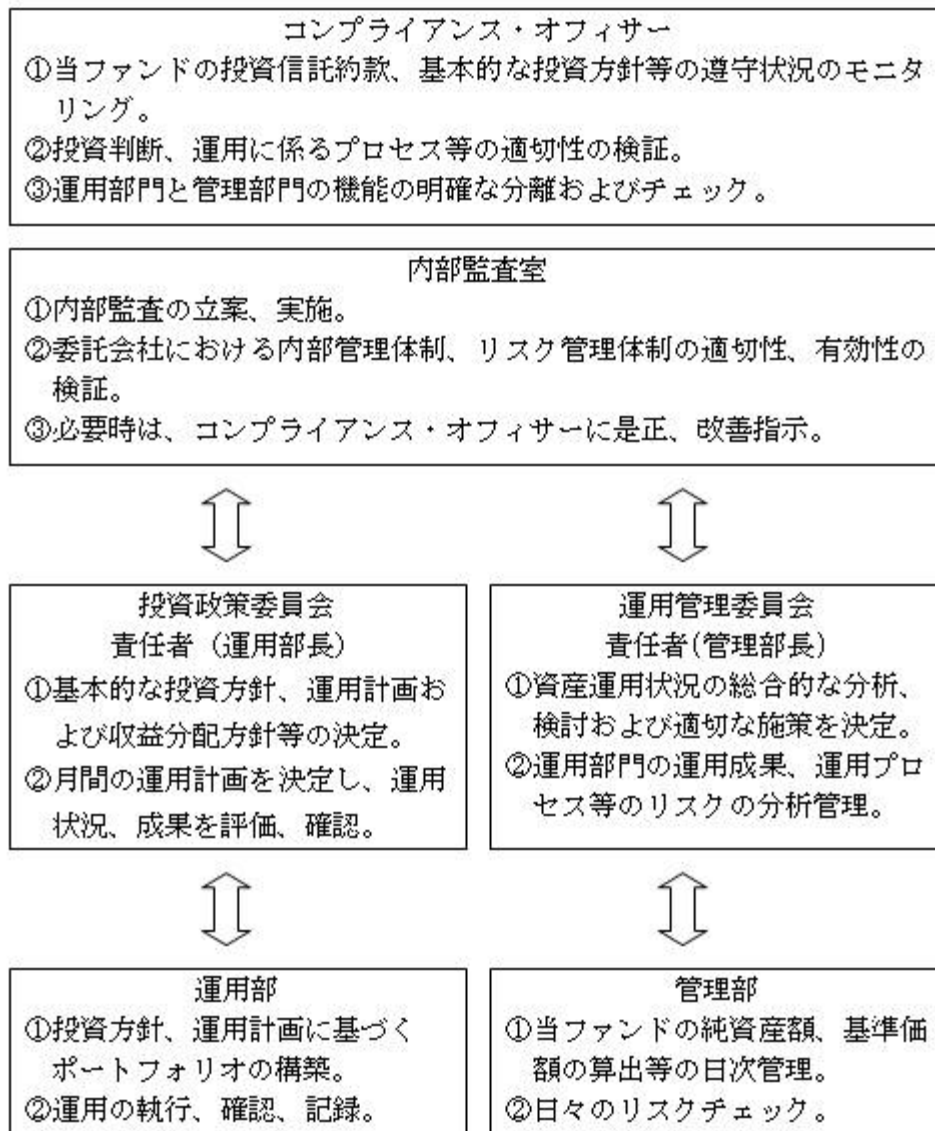 コンプライアンス・オフィサー
①当ファンドの投資信託約款、基本的な投資方針等の遵守状況のモニタ
リング。
②投資判断、運用に係るプロセス等の適切性の検証。
③運用部門と管理部門の機能の明確な分離およびチェック。
内部監査室
①内部監査の立案、実施。
②委託会社における内部管理体制、リスク管理体制の適切性、有効性の
検証。
③必要時は、コンプライアンス・オフィサーに是正、改善指示。
投資政策委員会
責任者（運用部長）
①基本的な投資方針、運用計画お
よび収益分配方針等の決定。
②月間の運用計画を決定し、運用
状況、成果を評価、確認。
運用管理委員会
責任者(管理部長)
①資産運用状況の総合的な分析、
検討および適切な施策を決定。
②運用部門の運用成果、運用プロ
セス等のリスクの分析管理。
運用部
①投資方針、運用計画に基づく
ポートフォリオの構築。
②運用の執行、確認、記録。
管理部
①当ファンドの純資産額、基準価
額の算出等の日次管理。
②日々のリスクチェック。